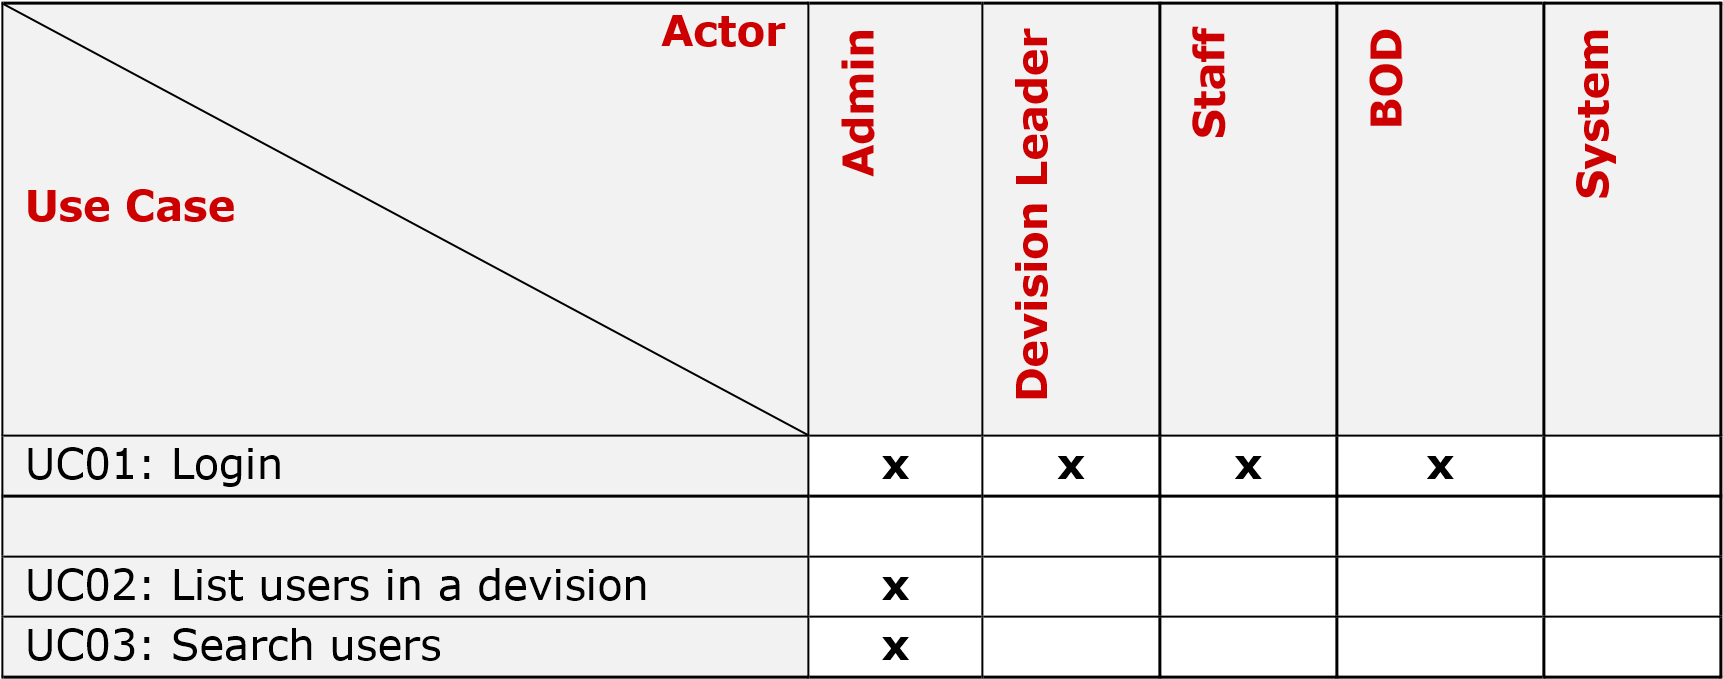 Actor
Use Case
Admin
Devision Leader
Staff
BOD
System
UC01: Login x x x x
UC02: List users in a devision x
UC03: Search users x